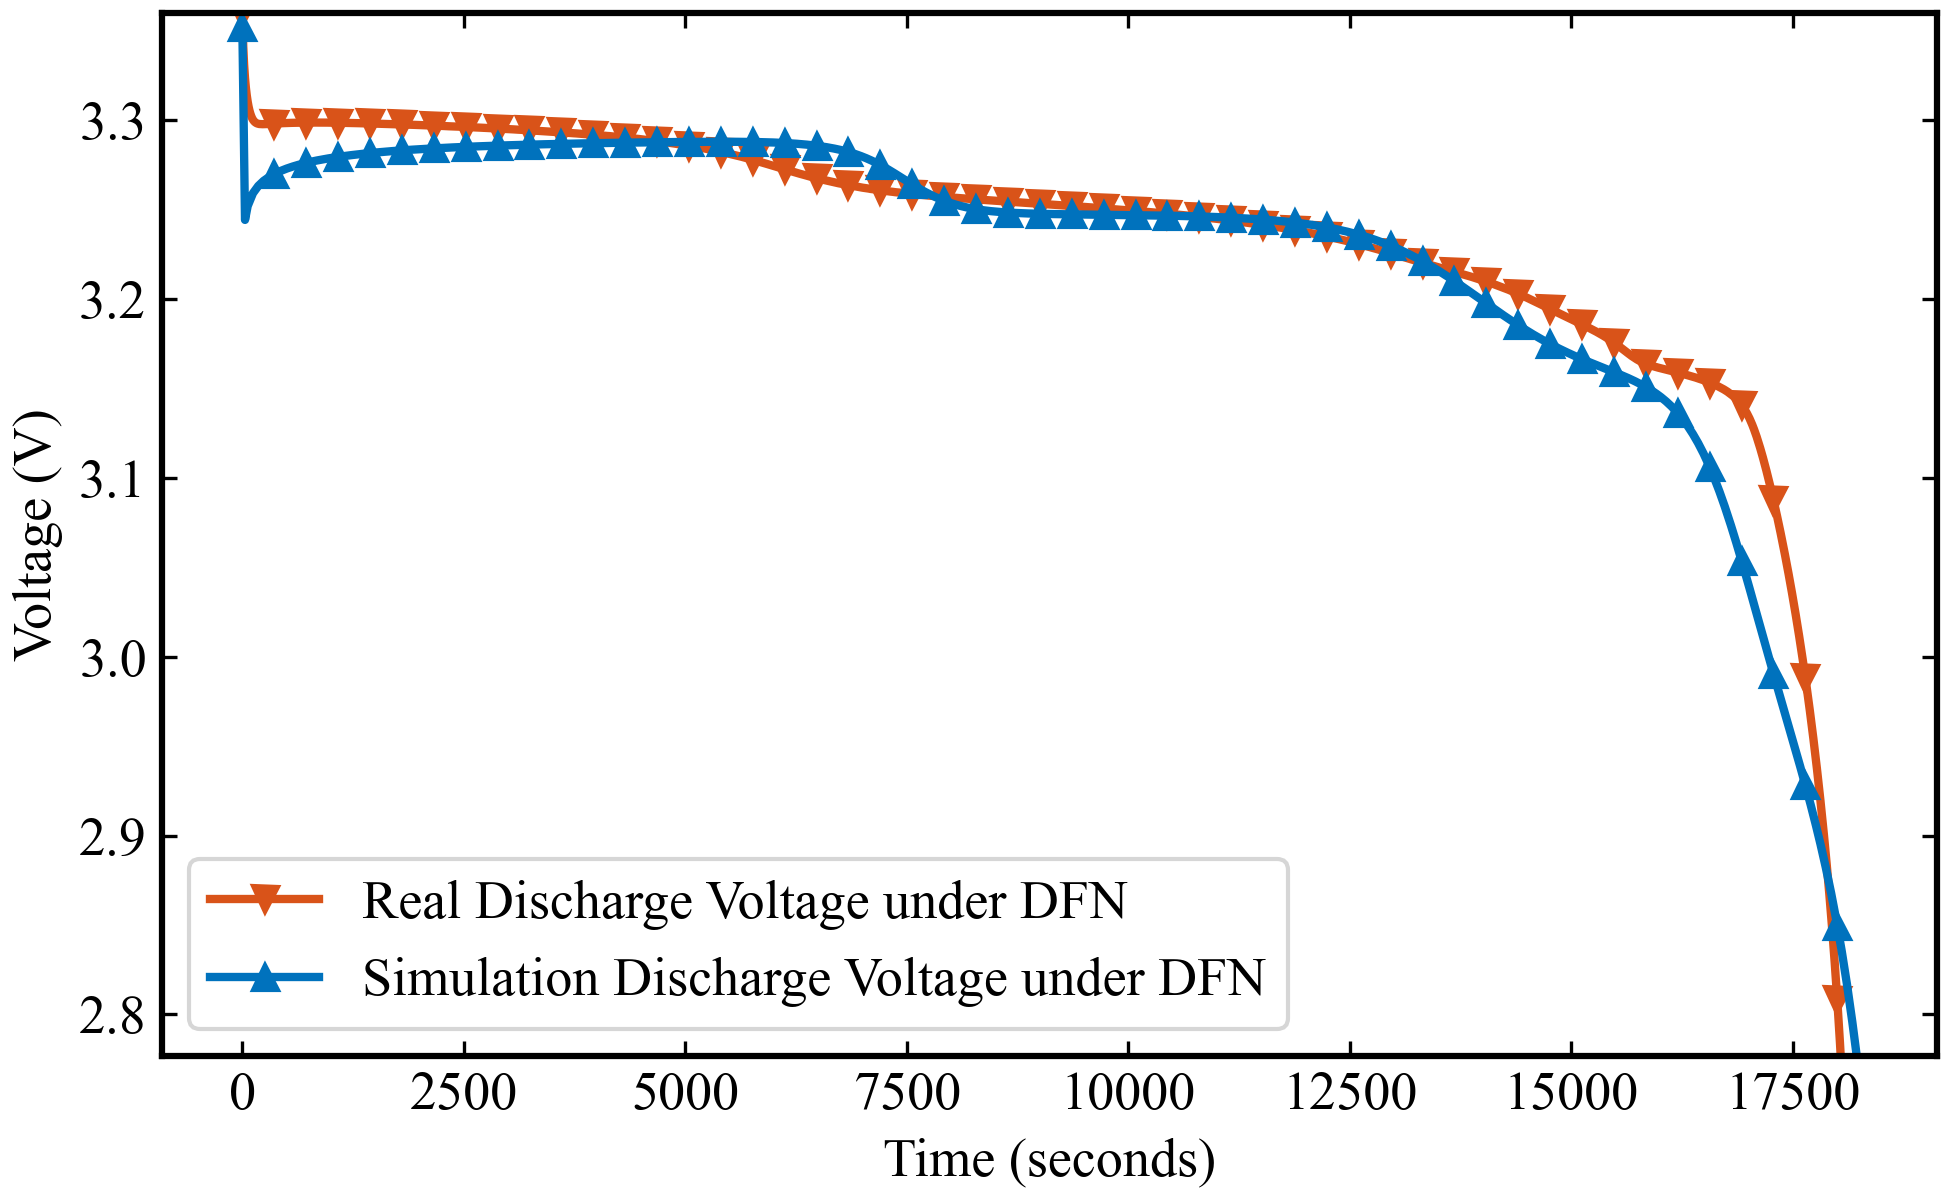 3.3
3.2
3.1
3.0
2.9
2.8
Voltage (V)
Real Discharge Voltage under DFN
Simulation Discharge Voltage under DFN
0 2500 5000 7500 10000 12500 15000 17500
Time (seconds)